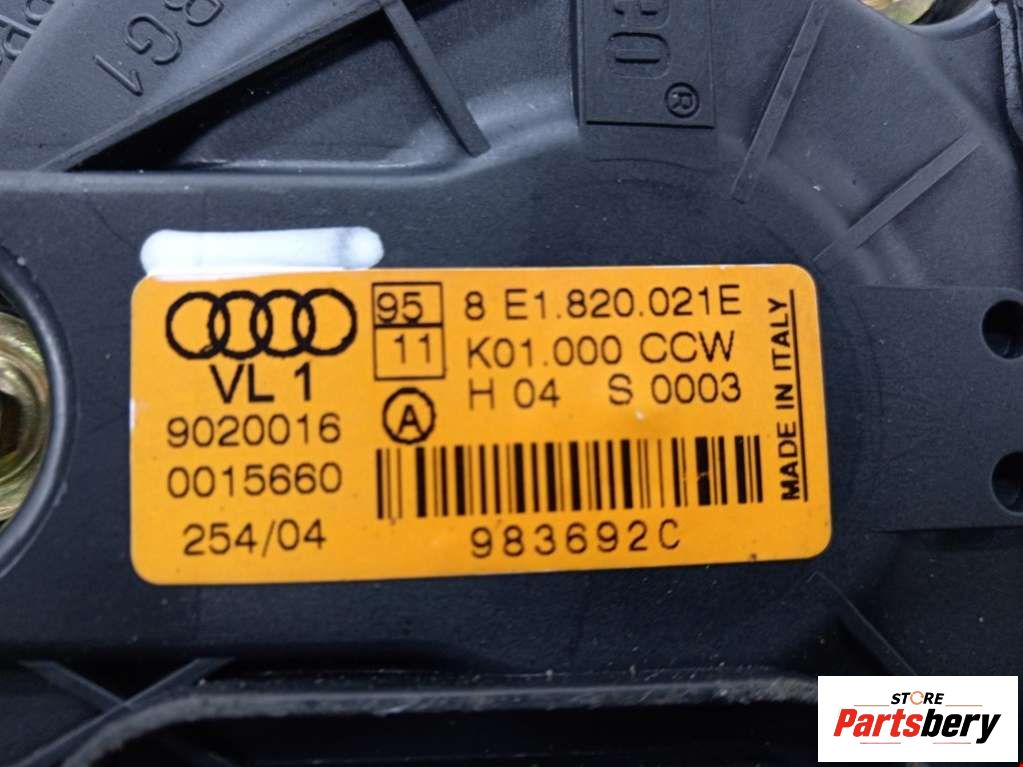 RG1
®
95
11
8 E1.820.021E
K01.000 CCW
H 04 S 0003
VL 1
A
9020016
0015660
254/04
983692C
MADE IN ITALY
STORE
Partsbery